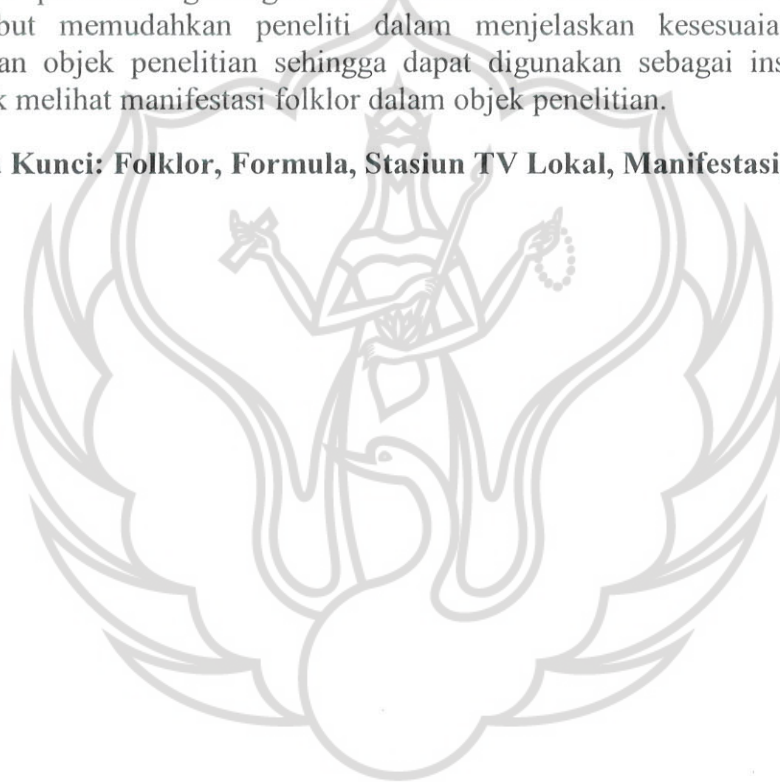 but memudahkan peneliti dalam menjelaskan kesesuaia
an objek penelitian sehingga dapat digunakan sebagai ins
k melihat manifestasi folklor dalam objek penelitian.
Kunci: Folklor, Formula, Stasiun TV Lokal, Manifestasi